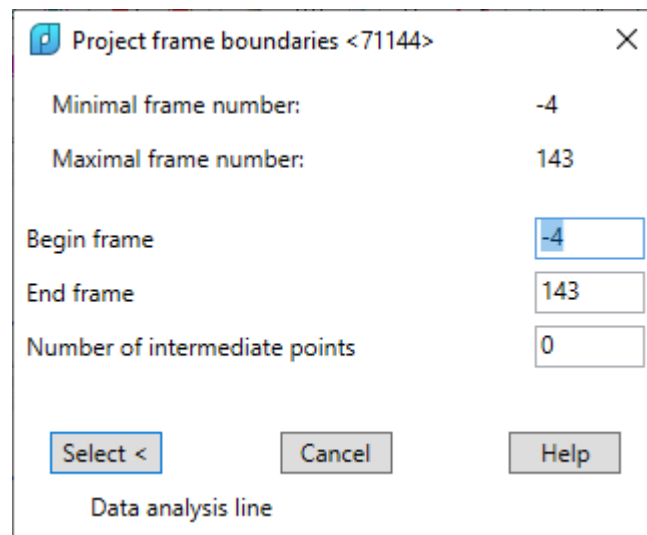 Project frame boundaries <71144>
Minimal frame number: -4
Maximal frame number: 143
Begin frame -4
End frame 143
Number of intermediate points 0
Select < Cancel Help
Data analysis line